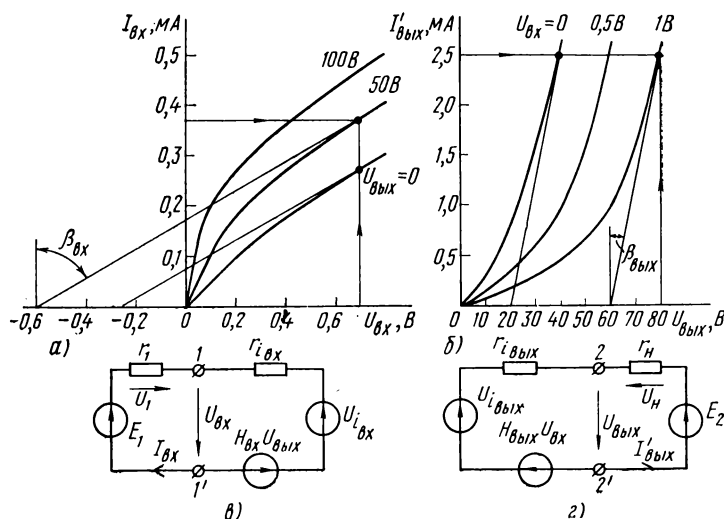 I_вх, мА
0,5
0,4
0,3
0,2
0,1
100В
50В
U_вых=0
β_вх
-0,6
-0,4
-0,2
0
0,2
0,4
0,6
U_вх, В
а)
I'_вых, мА
U_вх=0
0,5В
1В
2,5
2,0
1,5
1,0
0,5
β_вых
0
10
20
30
40
50
60
70
80
U_вых, В
б)
r_1
1
r_i вх
U_1
E_1
U_вх
U_i вх
I_вх
H_вх U_вых
1'
в)
r_i вых
2
r_н
U_н
U_i вых
E_2
H_вых U_вх
U_вых
I'_вых
2'
г)